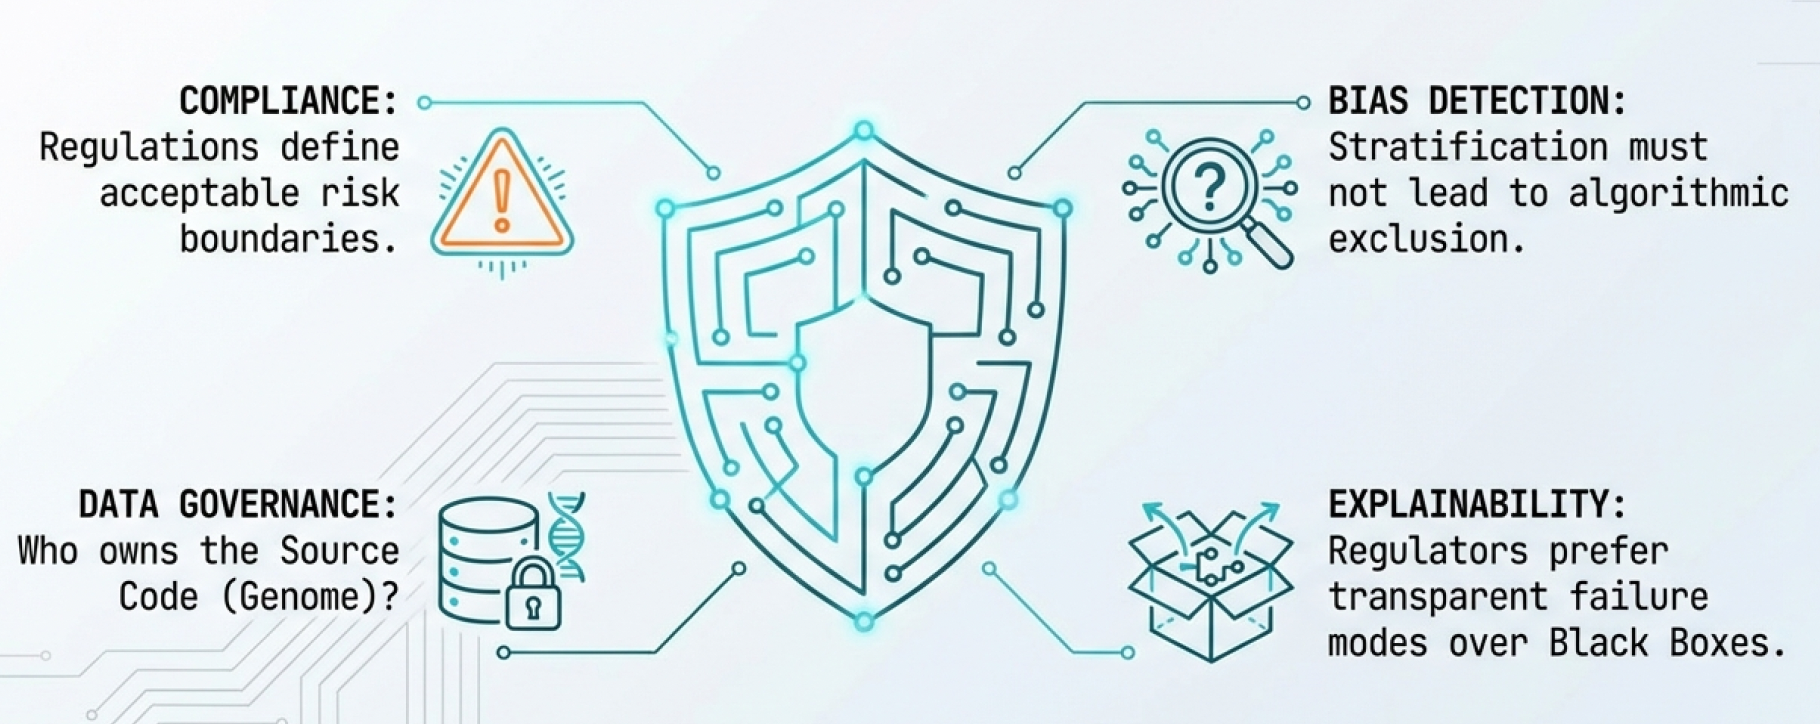 COMPLIANCE:
Regulations define
acceptable risk
boundaries.
BIAS DETECTION:
Stratification must
not lead to algorithmic
exclusion.
DATA GOVERNANCE:
Who owns the Source
Code (Genome)?
EXPLAINABILITY:
Regulators prefer
transparent failure
modes over Black Boxes.